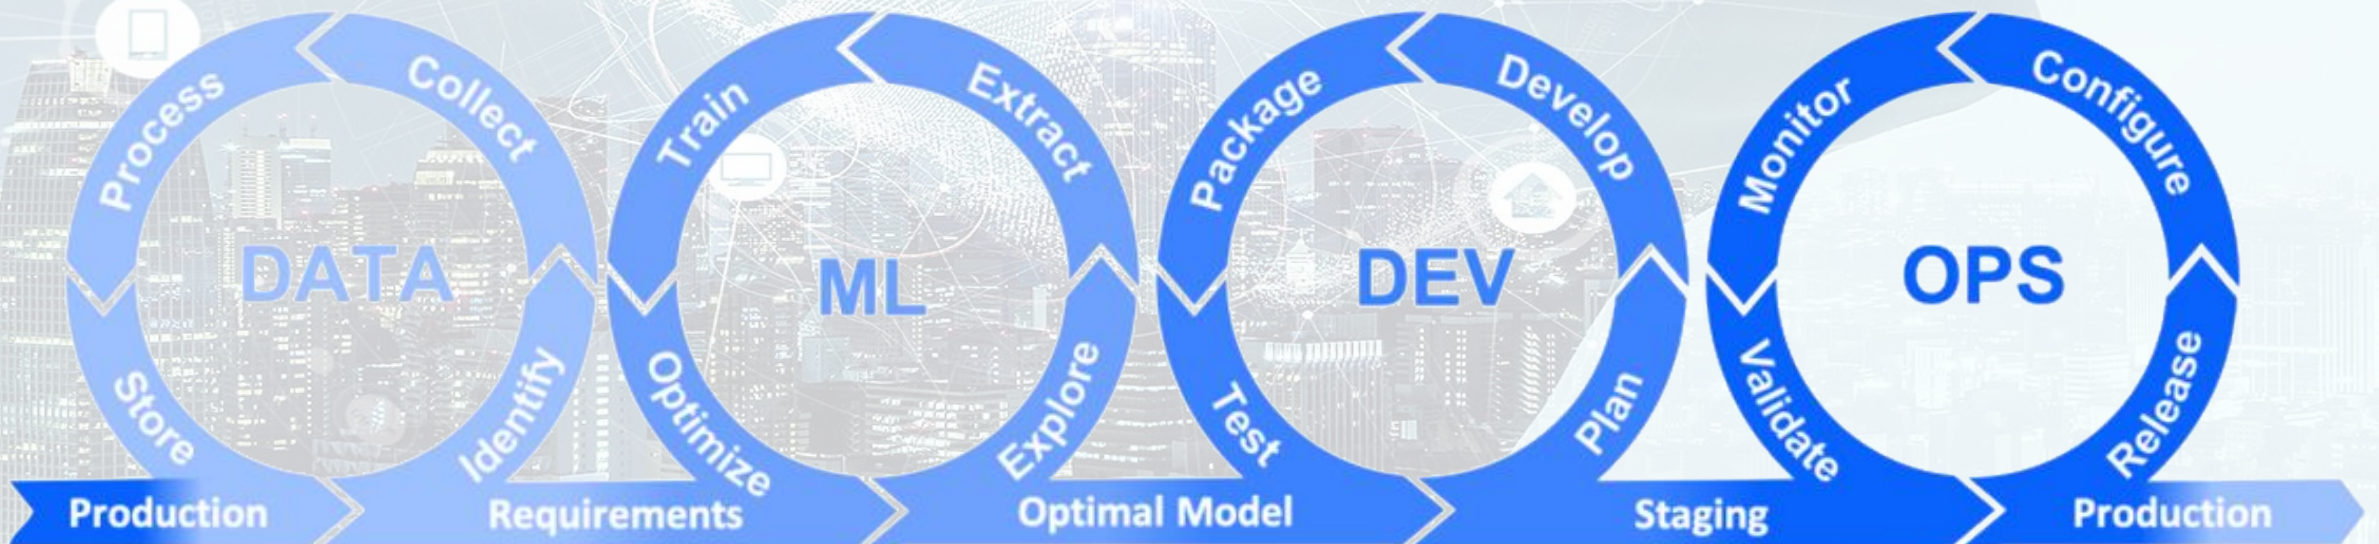 Process
Collect
DATA
Store
Identify
Train
Extract
ML
Optimize
Explore
Package
Develop
DEV
Test
Plan
Monitor
Configure
OPS
Validate
Release
Production
Requirements
Optimal Model
Staging
Production